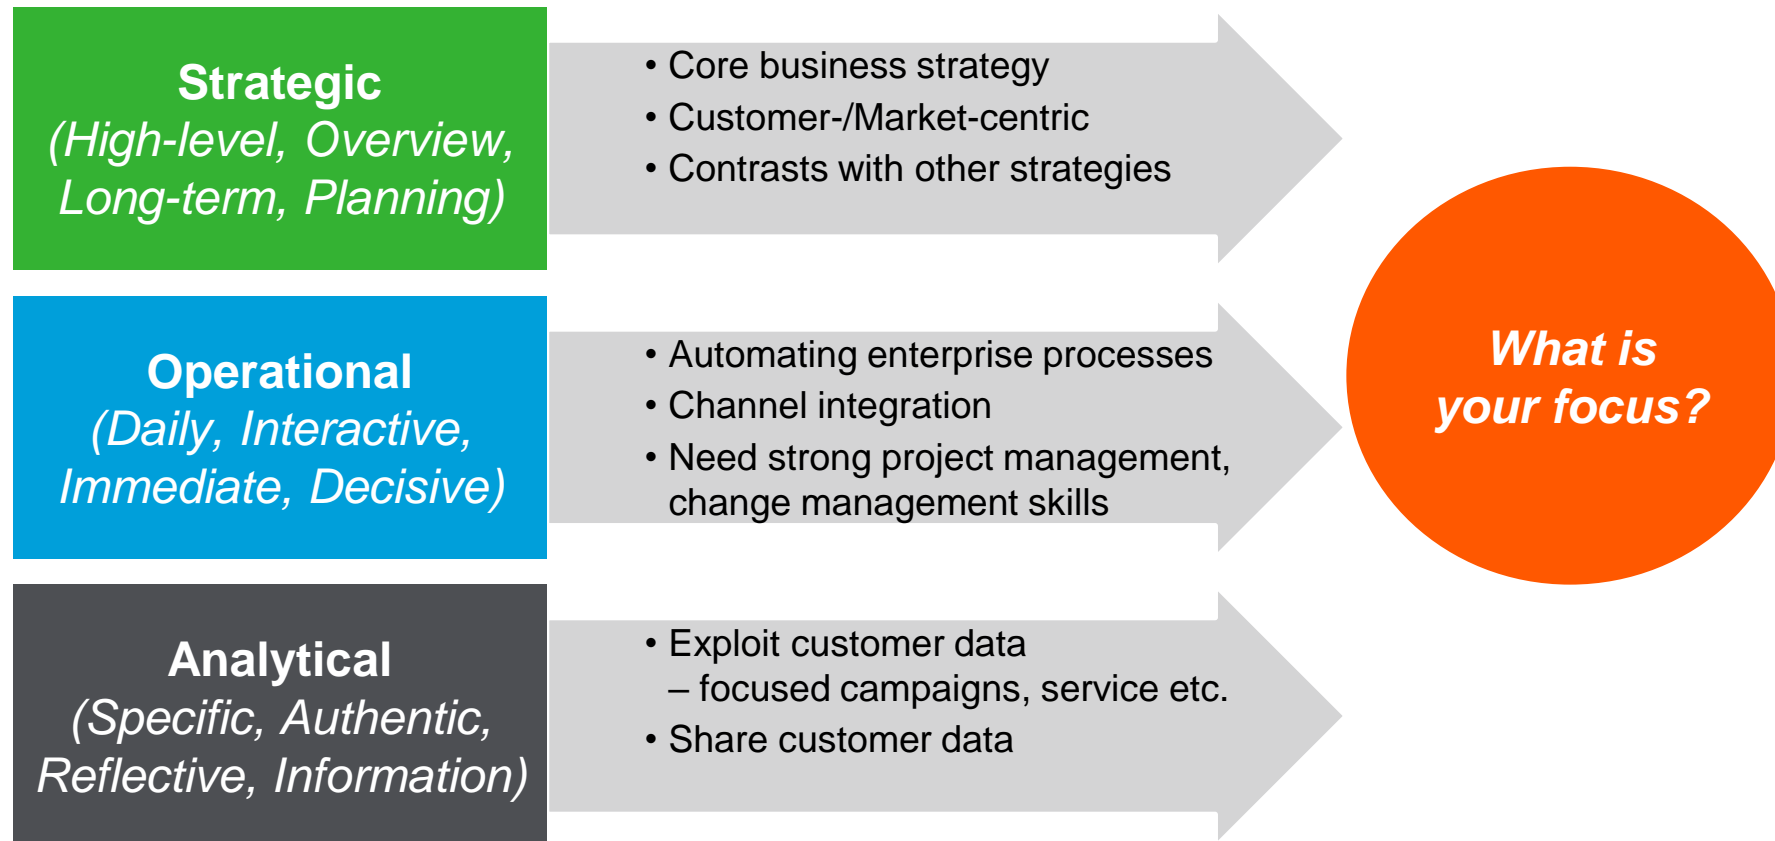 Strategic
(High-level, Overview,
Long-term, Planning)
• Core business strategy
• Customer-/Market-centric
• Contrasts with other strategies
Operational
(Daily, Interactive,
Immediate, Decisive)
• Automating enterprise processes
• Channel integration
• Need strong project management,
change management skills
Analytical
(Specific, Authentic,
Reflective, Information)
• Exploit customer data
– focused campaigns, service etc.
• Share customer data
What is
your focus?